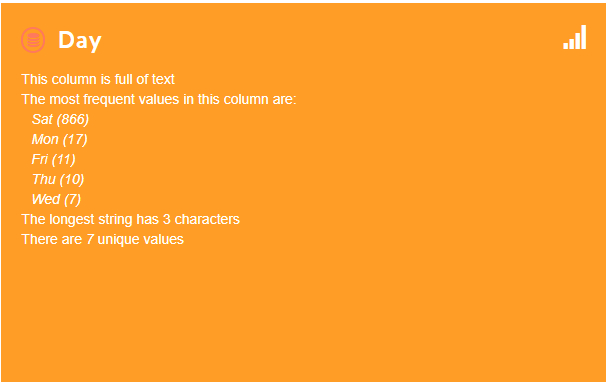 Day
This column is full of text
The most frequent values in this column are:
Sat (866)
Mon (17)
Fri (11)
Thu (10)
Wed (7)
The longest string has 3 characters
There are 7 unique values